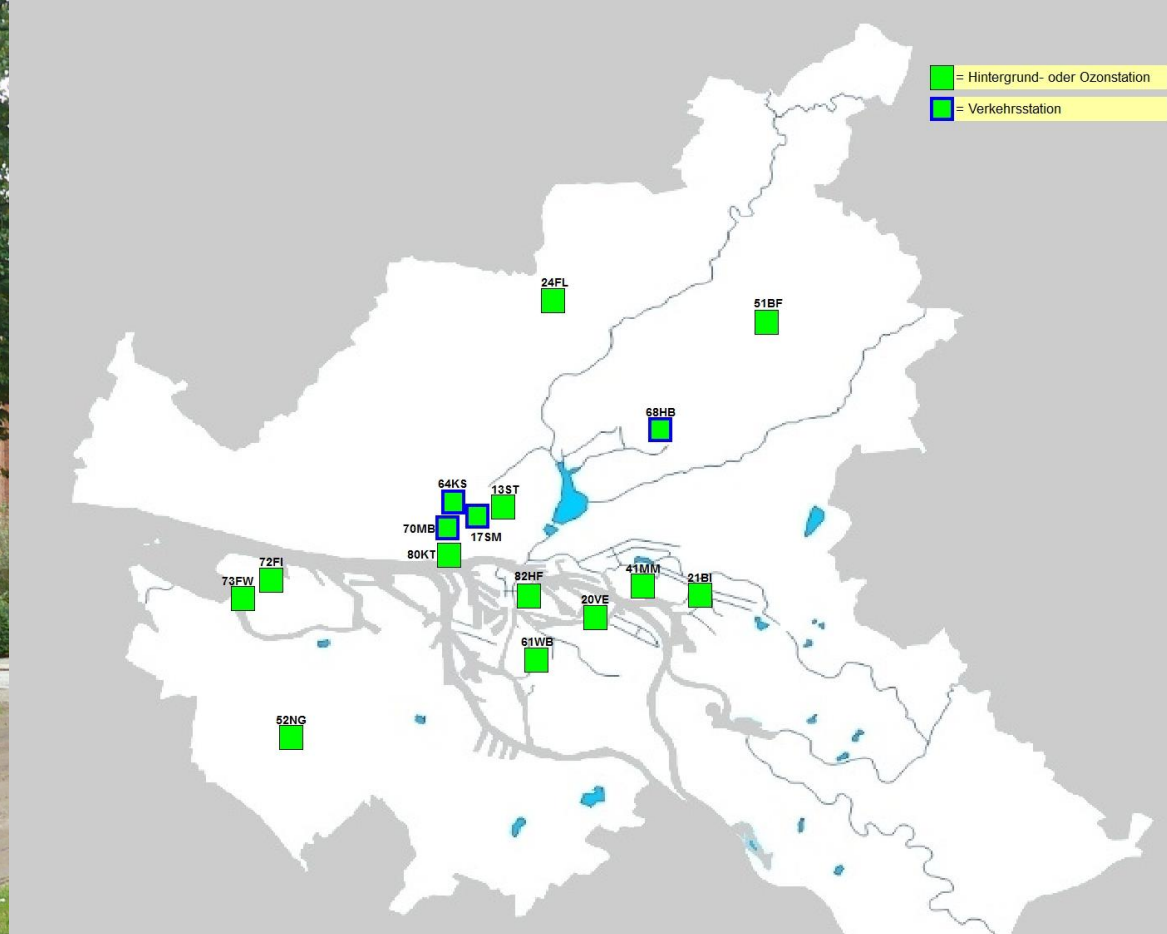 = Hintergrund- oder Ozonstation
= Verkehrsstation
24FL
51BF
68HB
64KS
13ST
70MB
17SM
80KT
72FI
73FW
82HF
41MM
21BI
20VE
61WB
52NG